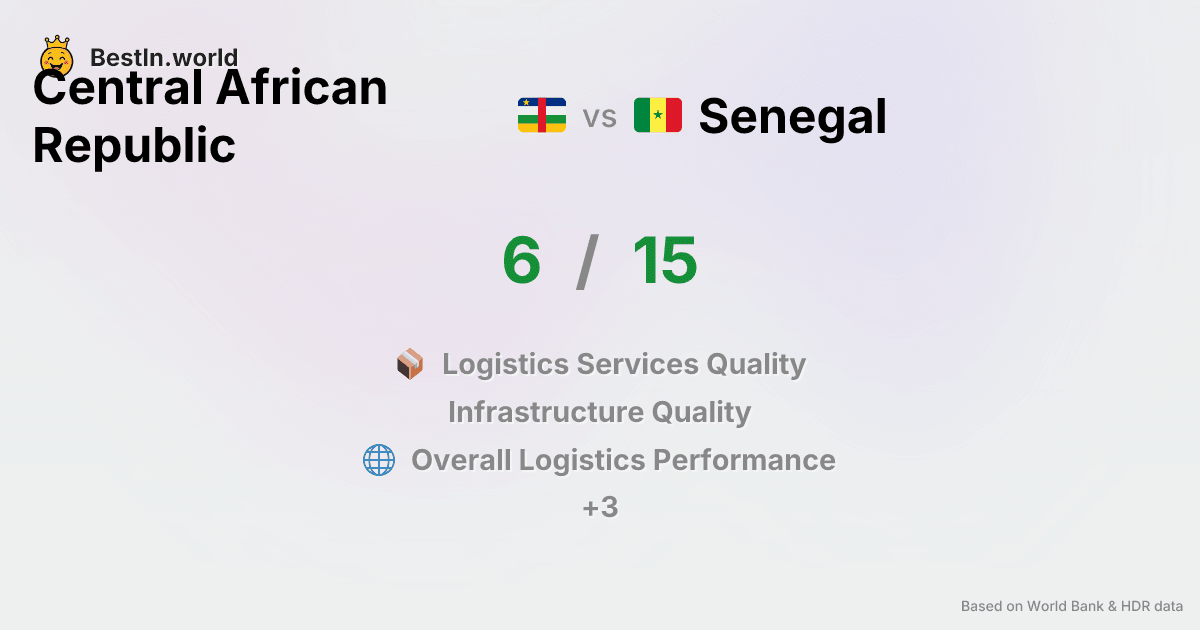 BestIn.world
Central African
Republic
vs Senegal
6 / 15
Logistics Services Quality
Infrastructure Quality
Overall Logistics Performance
+3
Based on World Bank & HDR data